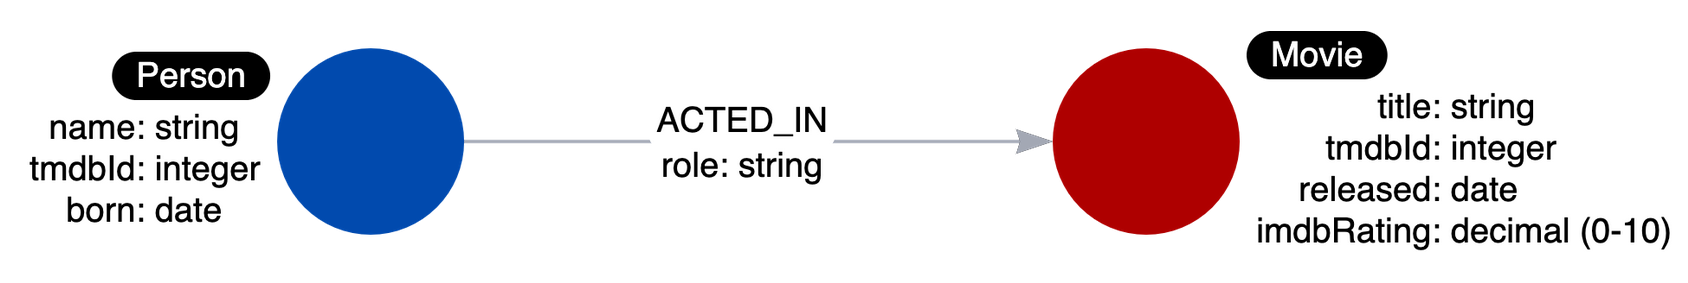 Person
name: string
tmdbId: integer
born: date
ACTED_IN
role: string
Movie
title: string
tmdbId: integer
released: date
imdbRating: decimal (0-10)